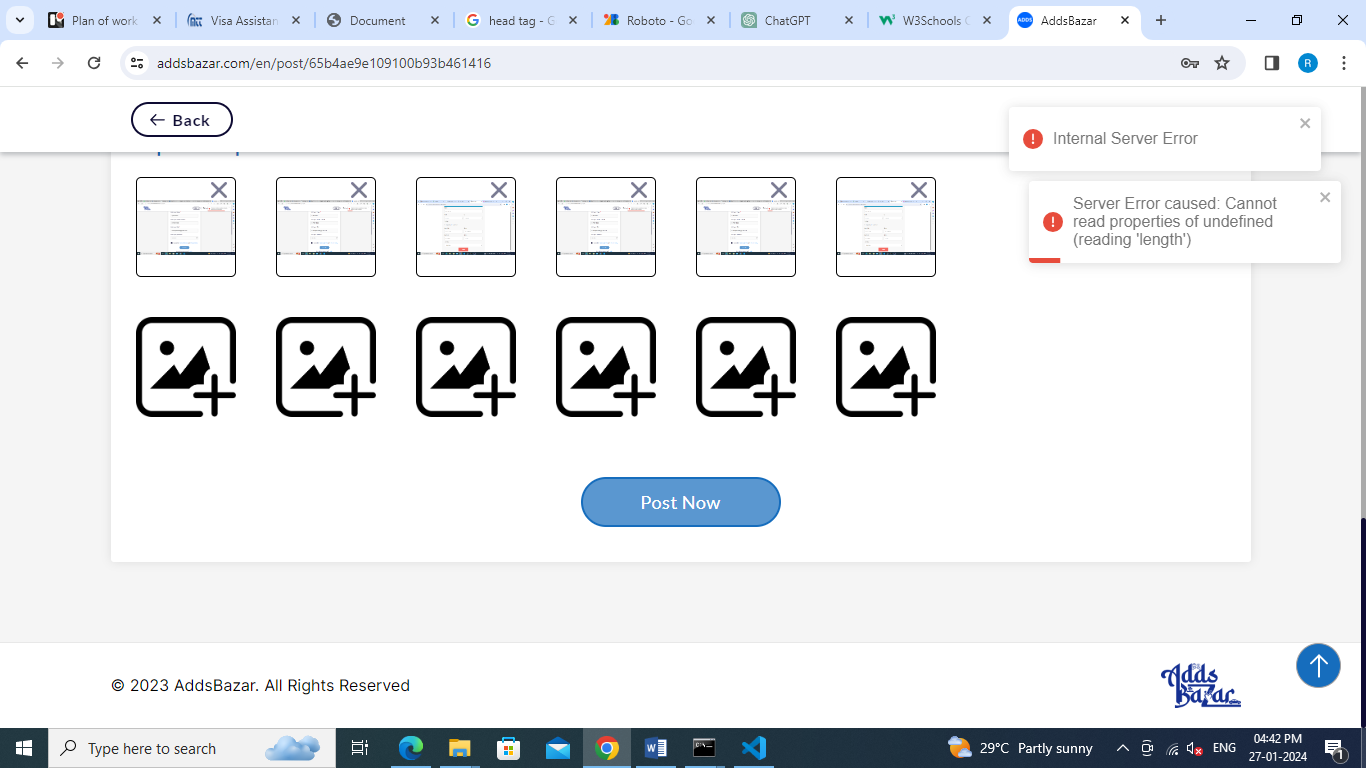 Plan of work
Visa Assistan
Document
head tag - G
Roboto - Go
ChatGPT
W3Schools
AddsBazar
addsbazar.com/en/post/65b4ae9e109100b93b461416
R
Back
Internal Server Error
Server Error caused: Cannot
read properties of undefined
(reading 'length')
Post Now
© 2023 AddsBazar. All Rights Reserved
Adds
Bazar
Type here to search
29°C Partly sunny
ENG
04:42 PM
27-01-2024
1